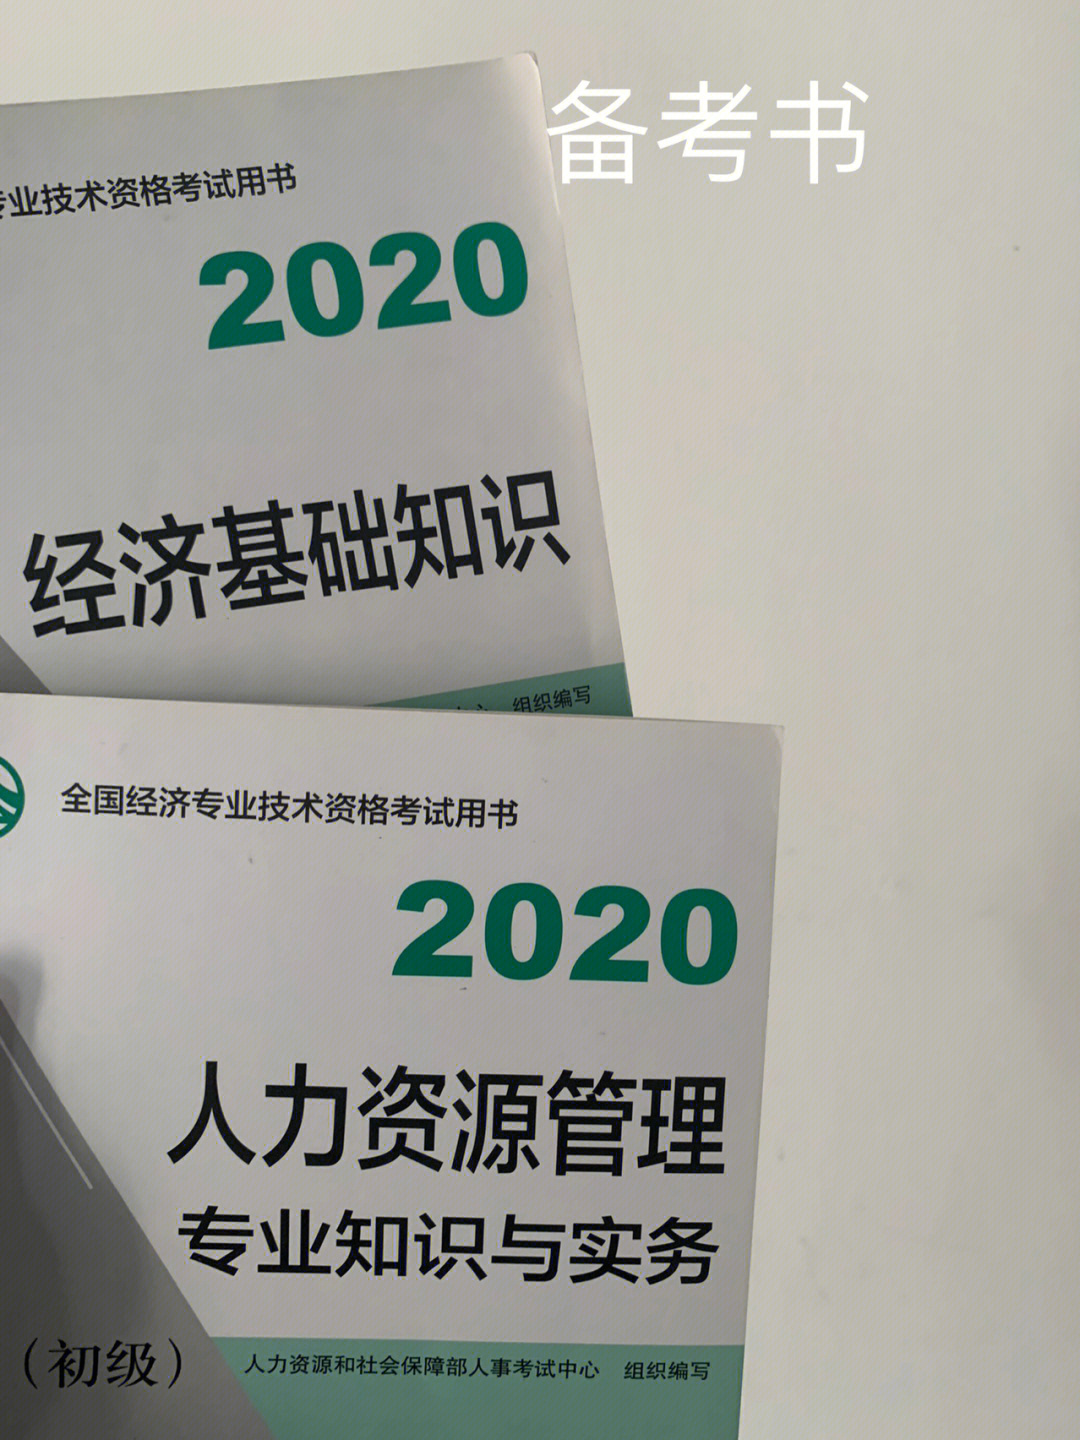 备考书
专业技术资格考试用书
2020
经济基础知识
中心 组织编写
全国经济专业技术资格考试用书
2020
人力资源管理
专业知识与实务
（初级）
人力资源和社会保障部人事考试中心 组织编写